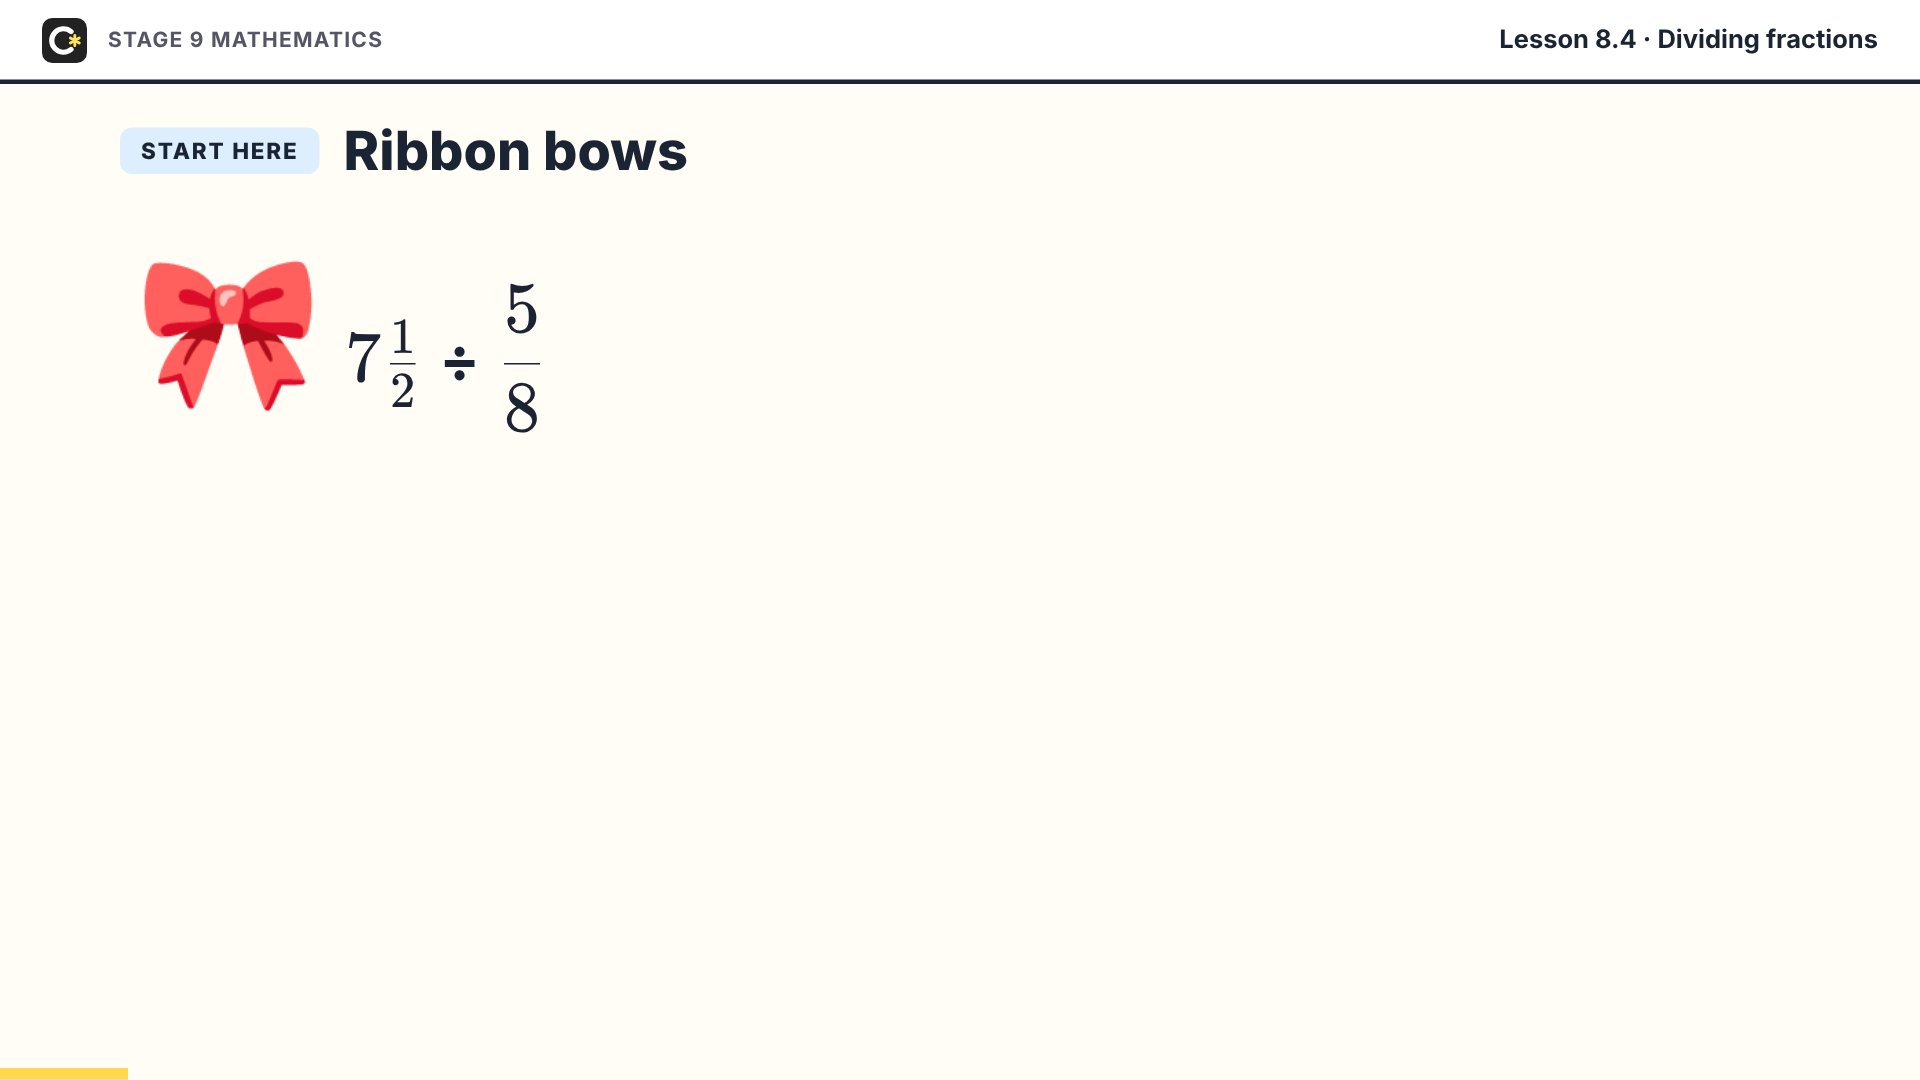 STAGE 9 MATHEMATICS
Lesson 8.4 · Dividing fractions
START HERE
Ribbon bows
7 1/2 ÷ 5/8